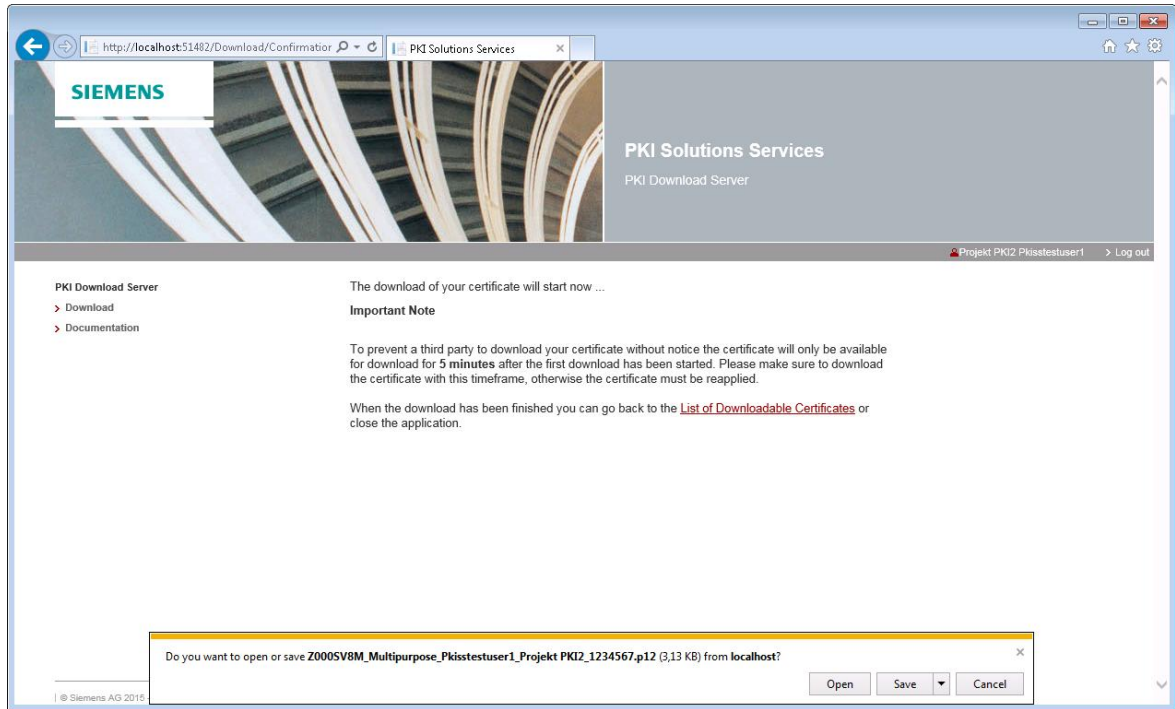 http://localhost:51482/Download/Confirmation
PKI Solutions Services
SIEMENS
PKI Solutions Services
PKI Download Server
Projekt PKI2 Pkisstestuser1 > Log out
PKI Download Server
> Download
> Documentation
The download of your certificate will start now ...
Important Note
To prevent a third party to download your certificate without notice the certificate will only be available
for download for 5 minutes after the first download has been started. Please make sure to download
the certificate with this timeframe, otherwise the certificate must be reapplied.
When the download has been finished you can go back to the List of Downloadable Certificates or
close the application.
Do you want to open or save Z000SV8M_Multipurpose_Pkisstestuser1_Projekt PKI2_1234567.p12 (3,13 KB) from localhost?
Open Save Cancel
© Siemens AG 2015 -